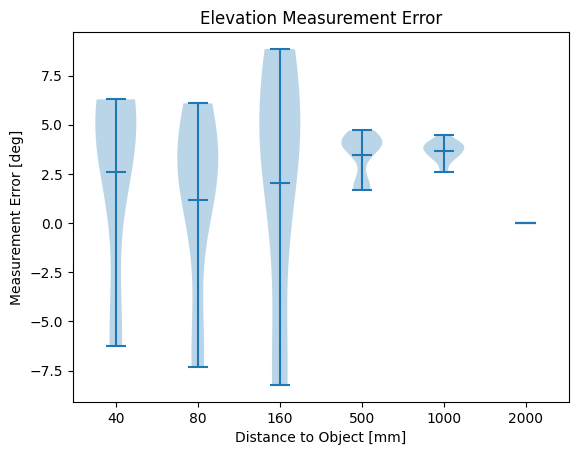 Elevation Measurement Error
Measurement Error [deg]
7.5
5.0
2.5
0.0
−2.5
−5.0
−7.5
40 80 160 500 1000 2000
Distance to Object [mm]